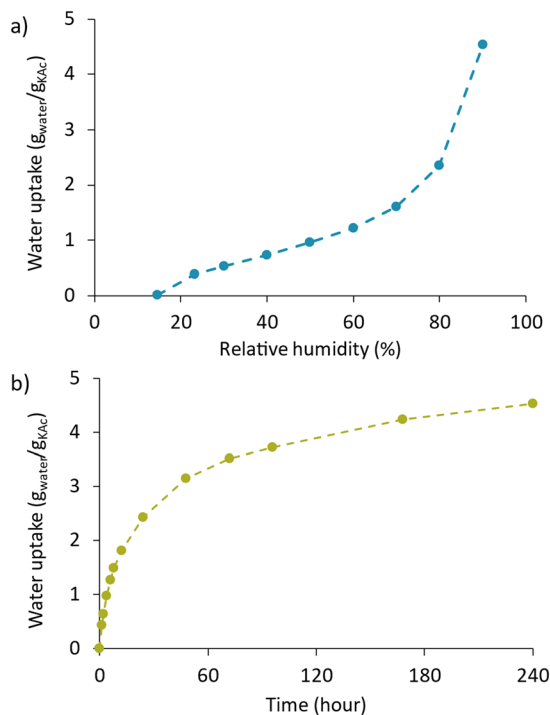 a)
Water uptake (gwater/gKAc)
5
4
3
2
1
0
0 20 40 60 80 100
Relative humidity (%)
b)
Water uptake (gwater/gKAc)
5
4
3
2
1
0
0 60 120 180 240
Time (hour)